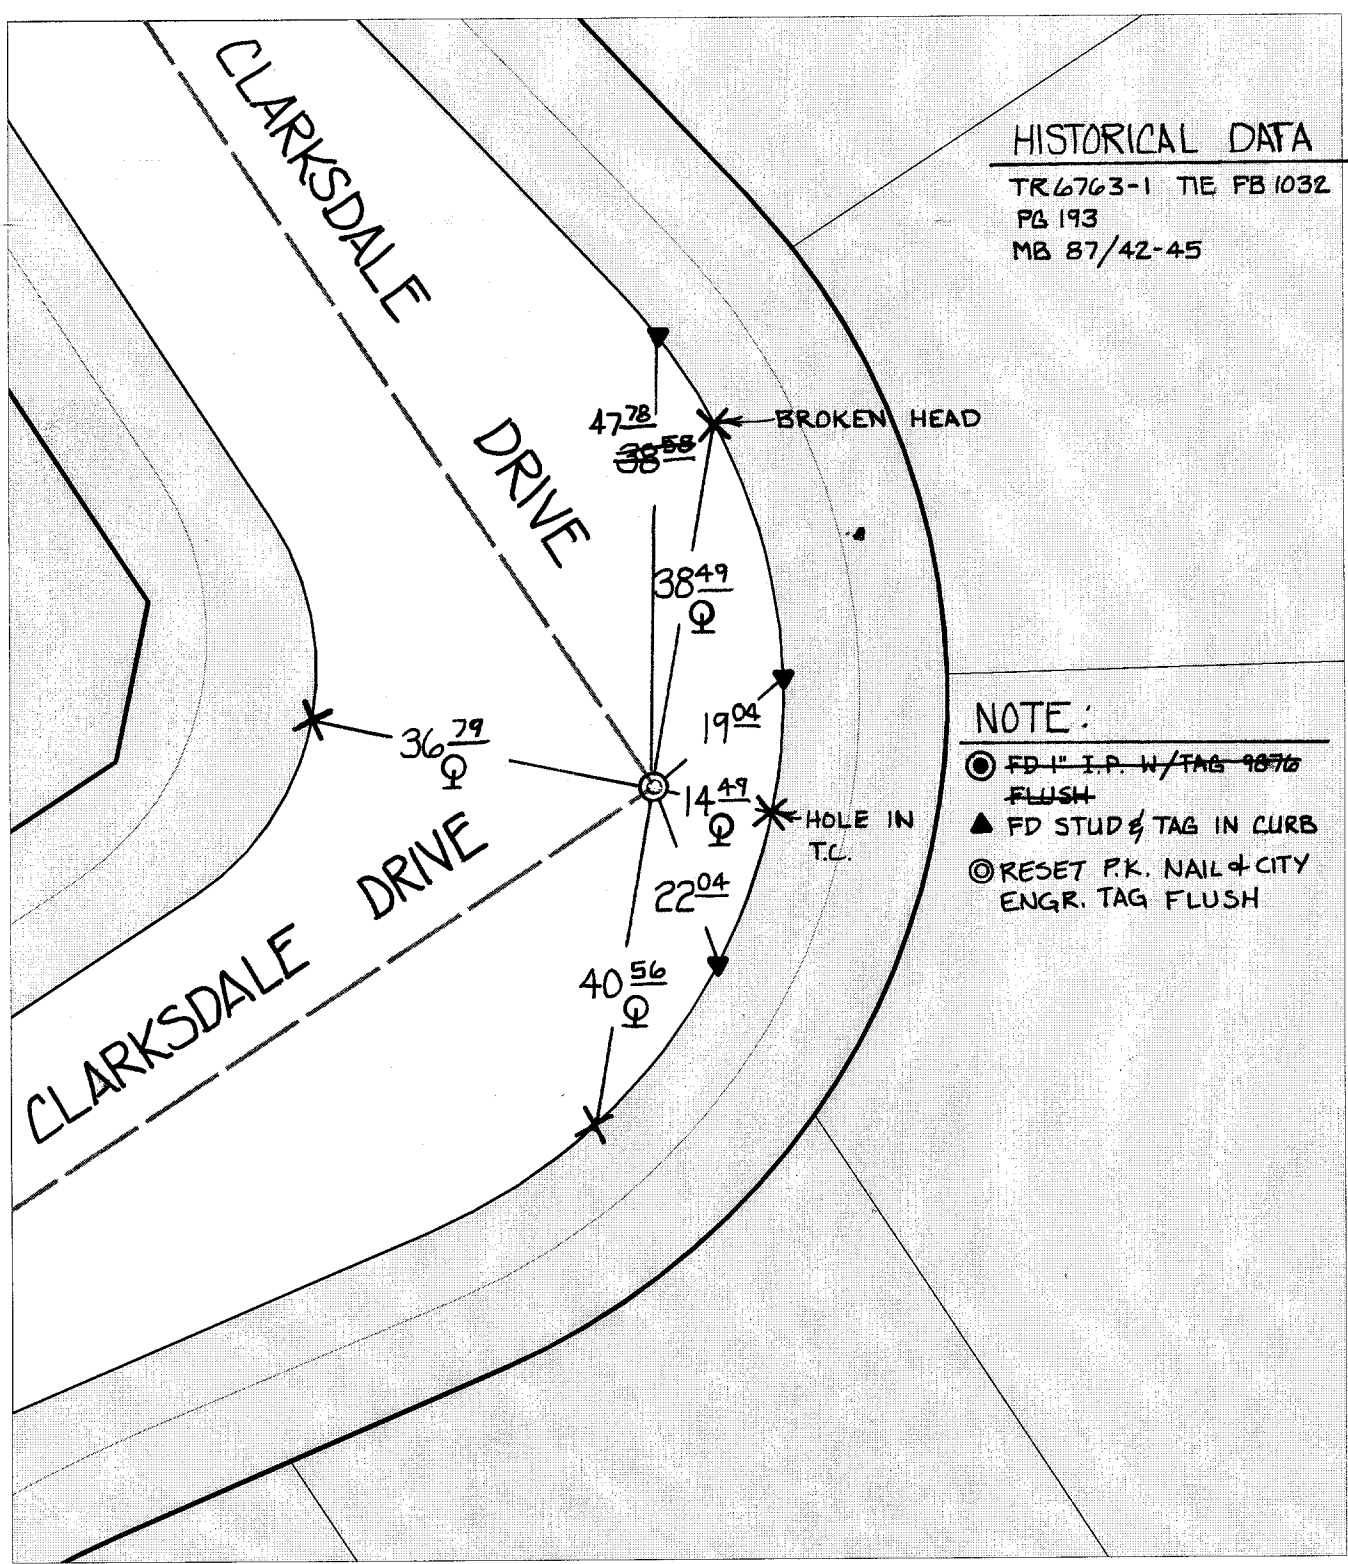 CLARKSDALE DRIVE
HISTORICAL DATA
TR6763-1 TIE FB 1032
PG 193
MB 87/42-45
47 78
38 58
BROKEN HEAD
38 49
19 04
36 79
14 49
HOLE IN
T.C.
22 04
40 56
CLARKSDALE DRIVE
NOTE:
FD 1" I.P. W/TAG 9876
FLUSH
FD STUD & TAG IN CURB
RESET P.K. NAIL & CITY
ENGR. TAG FLUSH